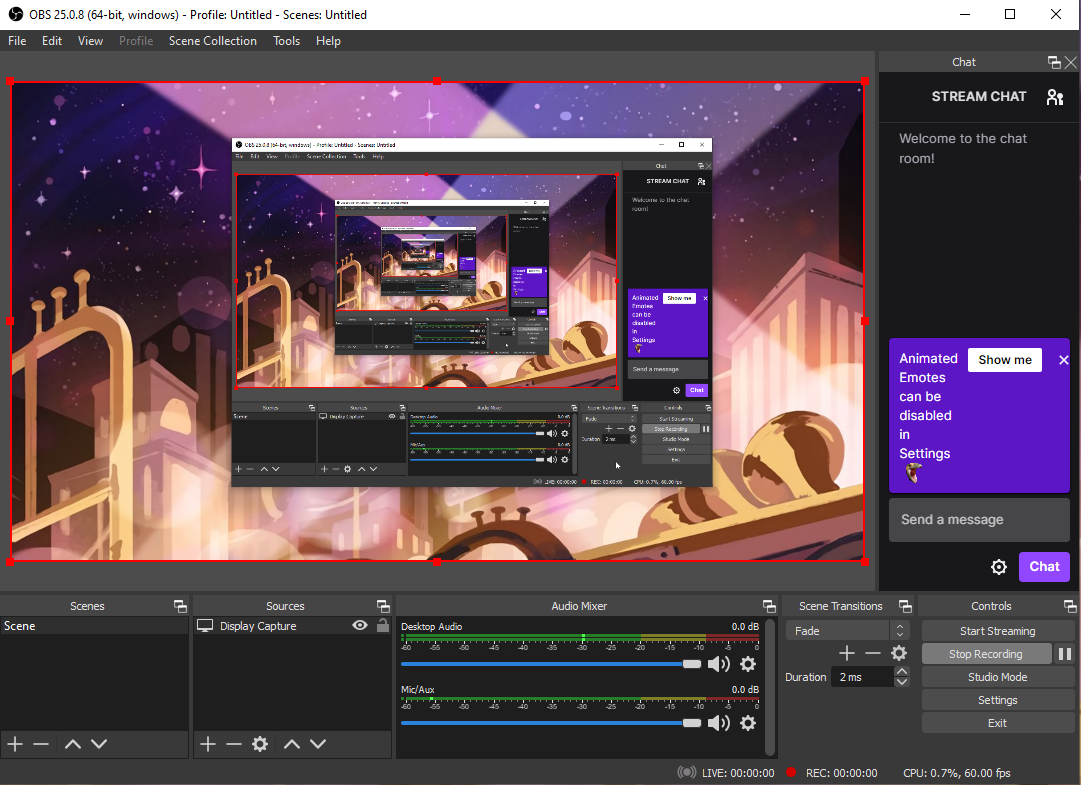 OBS 25.0.8 (64-bit, windows) - Profile: Untitled - Scenes: Untitled
File Edit View Profile Scene Collection Tools Help
Chat
STREAM CHAT
Welcome to the chat
room!
OBS 25.0.8 (64-bit, windows) - Profile: Untitled - Scenes: Untitled
File Edit View Profile Scene Collection Tools Help
Chat
STREAM CHAT
Welcome to the chat
room!
Animated Show me
Emotes
can be
disabled
in
Settings
Send a message
Chat
Scenes Sources Audio Mixer Scene Transitions Controls
Scene Display Capture Desktop Audio 0.0 dB Fade Start Streaming
Stop Recording
Mic/Aux 0.0 dB Duration 2 ms Studio Mode
Settings
Exit
LIVE: 00:00:00 REC: 00:00:00 CPU: 0.7%, 60.00 fps
Animated Show me
Emotes
can be
disabled
in
Settings
Send a message
Chat
Scenes Sources Audio Mixer Scene Transitions Controls
Scene Display Capture Desktop Audio 0.0 dB Fade Start Streaming
-60 -55 -50 -45 -40 -35 -30 -25 -20 -15 -10 -5 0
Stop Recording
Duration 2 ms Studio Mode
Mic/Aux 0.0 dB Settings
-60 -55 -50 -45 -40 -35 -30 -25 -20 -15 -10 -5 0
Exit
LIVE: 00:00:00 REC: 00:00:00 CPU: 0.7%, 60.00 fps